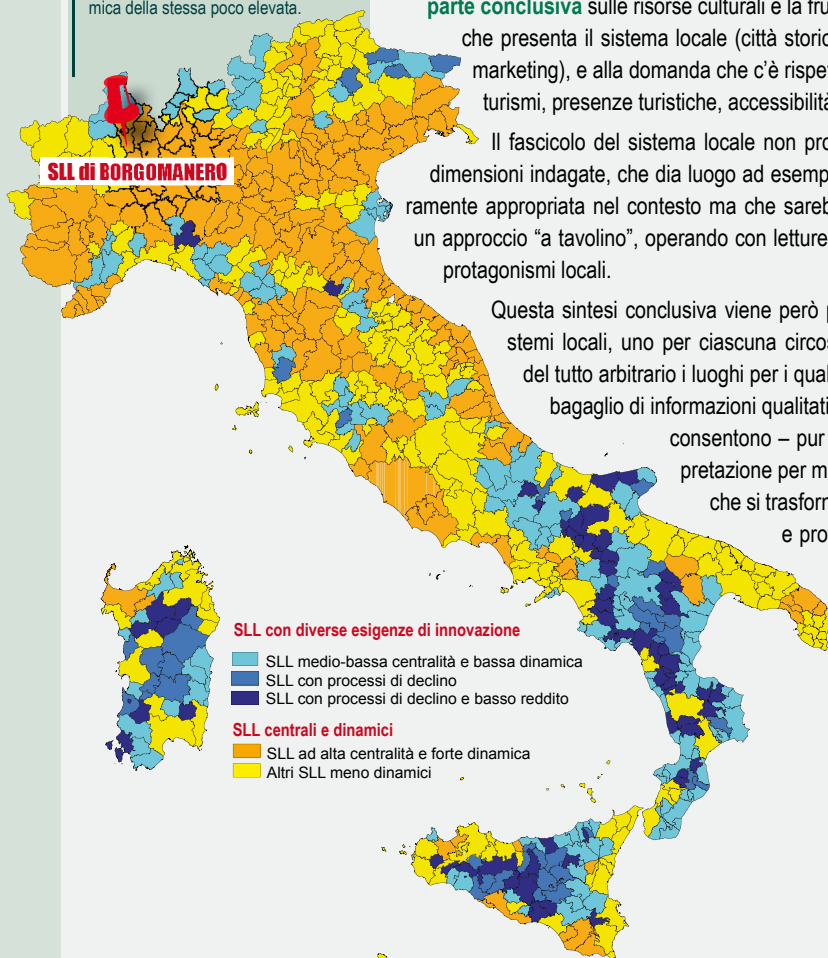 mica della stessa poco elevata.
parte conclusiva sulle risorse culturali e la fru
che presenta il sistema locale (città storic
marketing), e alla domanda che c'è rispet
turismi, presenze turistiche, accessibilità
Il fascicolo del sistema locale non pro
dimensioni indagate, che dia luogo ad esemp
ramente appropriata nel contesto ma che sareb
un approccio “a tavolino”, operando con letture
protagonismi locali.
Questa sintesi conclusiva viene però p
stemi locali, uno per ciascuna circos
del tutto arbitrario i luoghi per i qual
bagaglio di informazioni qualitati
consentono – pur
pretazione per m
che si trasforn
e pro
SLL di BORGOMANERO
SLL con diverse esigenze di innovazione
SLL medio-bassa centralità e bassa dinamica
SLL con processi di declino
SLL con processi di declino e basso reddito
SLL centrali e dinamici
SLL ad alta centralità e forte dinamica
Altri SLL meno dinamici